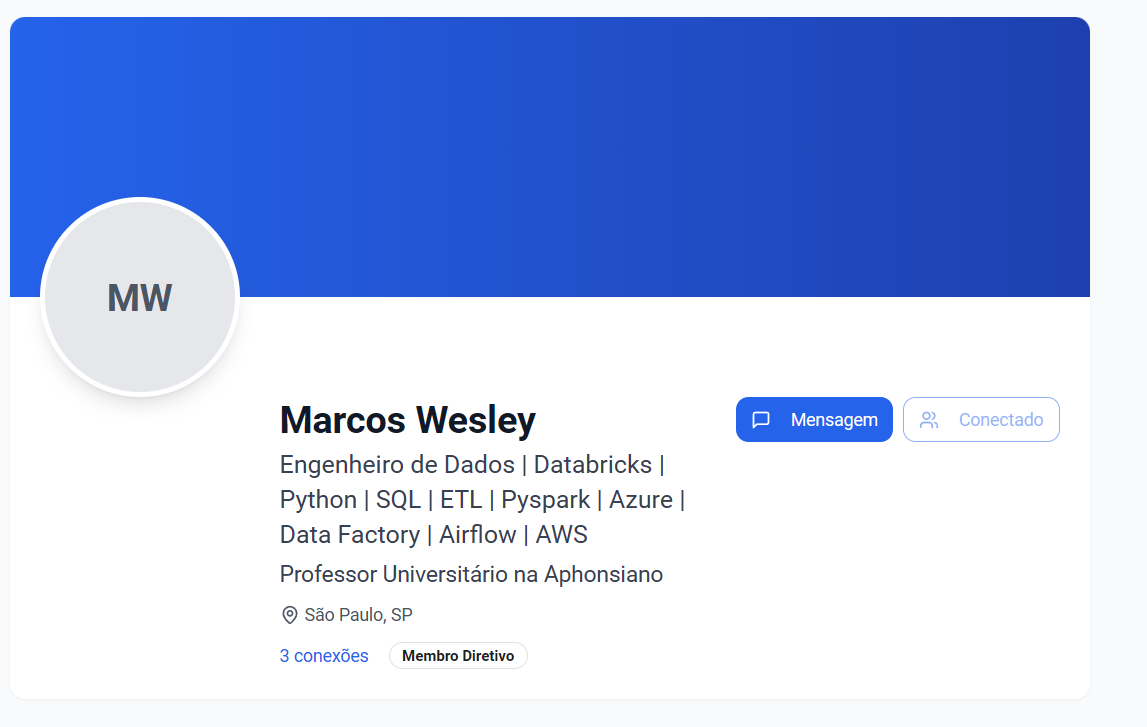 MW
Marcos Wesley
Mensagem
Conectado
Engenheiro de Dados | Databricks |
Python | SQL | ETL | Pyspark | Azure |
Data Factory | Airflow | AWS
Professor Universitário na Aphonsiano
São Paulo, SP
3 conexões
Membro Diretivo